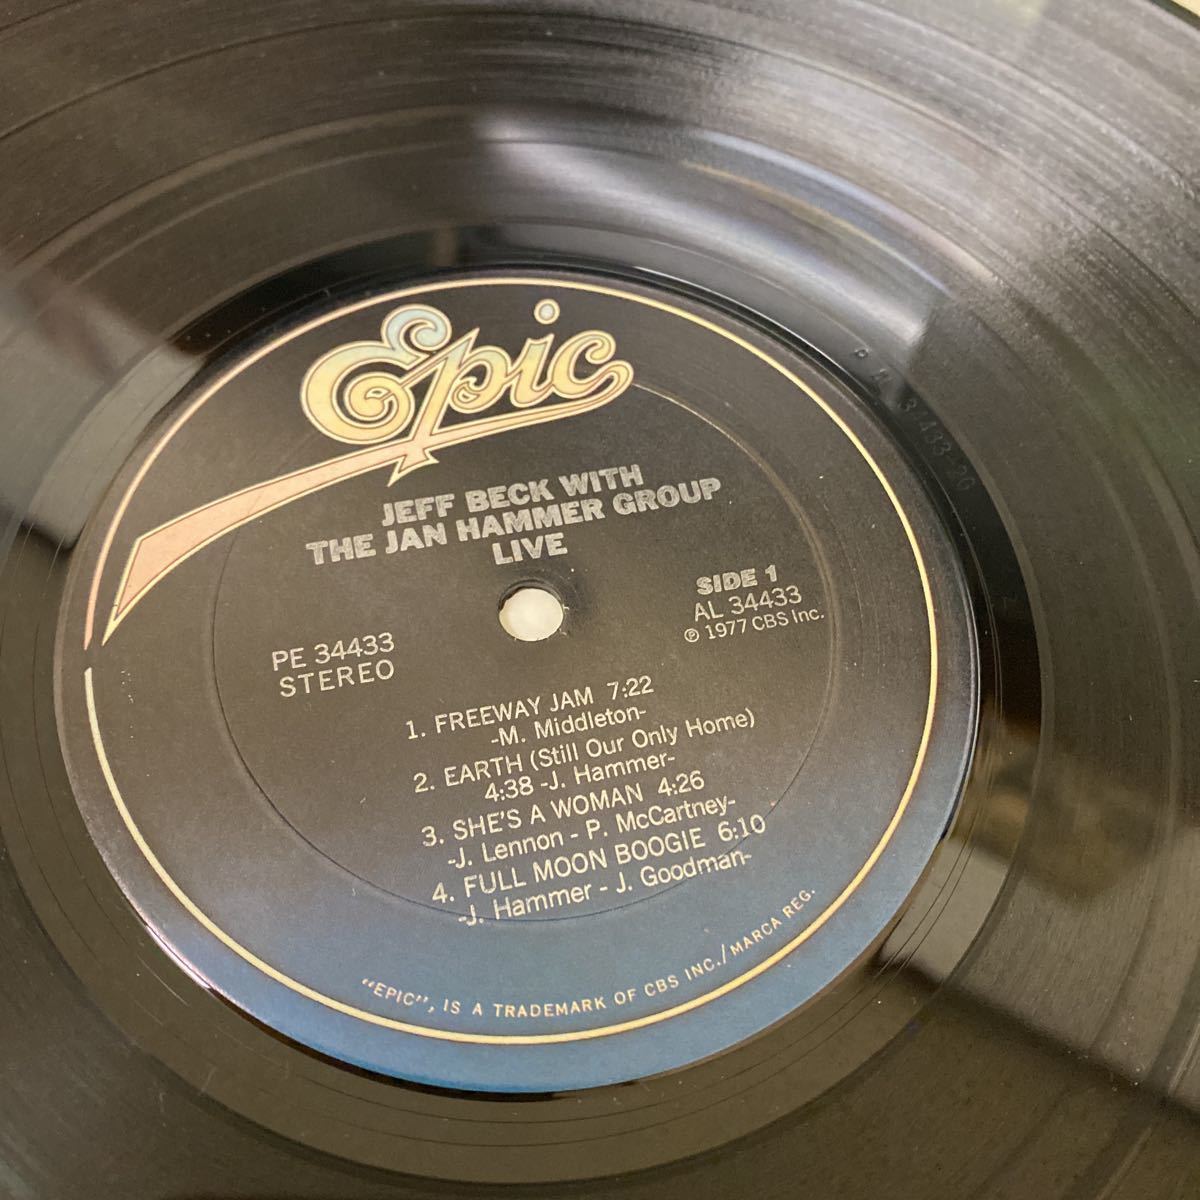 Epic
JEFF BECK WITH
THE JAN HAMMER GROUP
LIVE
SIDE 1
AL 34433
℗ 1977 CBS Inc.
PE 34433
STEREO
1. FREEWAY JAM 7:22
-M. Middleton-
2. EARTH (Still Our Only Home)
4:38 -J. Hammer-
3. SHE'S A WOMAN 4:26
-J. Lennon - P. McCartney-
4. FULL MOON BOOGIE 6:10
-J. Hammer - J. Goodman-
"EPIC", IS A TRADEMARK OF CBS INC./MARCA REG.